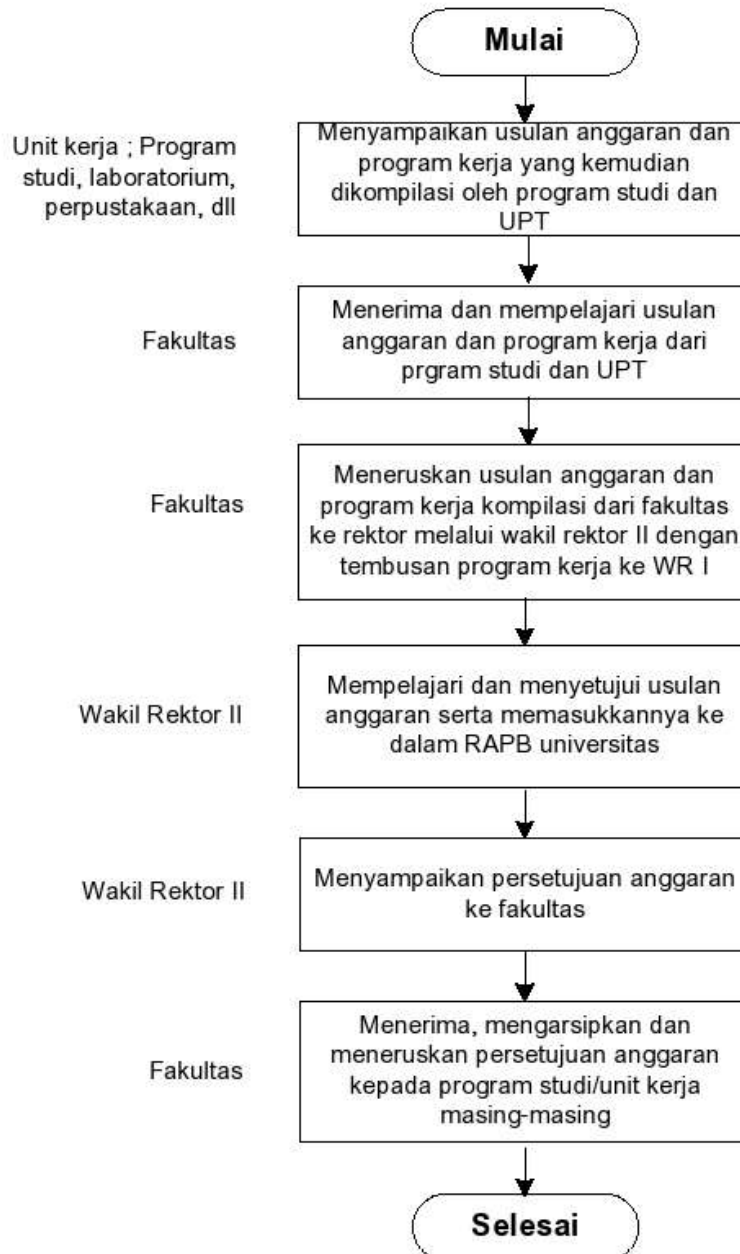 Mulai
Unit kerja ; Program
studi, laboratorium,
perpustakaan, dll
Menyampaikan usulan anggaran dan
program kerja yang kemudian
dikompilasi oleh program studi dan
UPT
Fakultas
Menerima dan mempelajari usulan
anggaran dan program kerja dari
prgram studi dan UPT
Fakultas
Meneruskan usulan anggaran dan
program kerja kompilasi dari fakultas
ke rektor melalui wakil rektor II dengan
tembusan program kerja ke WR I
Wakil Rektor II
Mempelajari dan menyetujui usulan
anggaran serta memasukkannya ke
dalam RAPB universitas
Wakil Rektor II
Menyampaikan persetujuan anggaran
ke fakultas
Fakultas
Menerima, mengarsipkan dan
meneruskan persetujuan anggaran
kepada program studi/unit kerja
masing-masing
Selesai